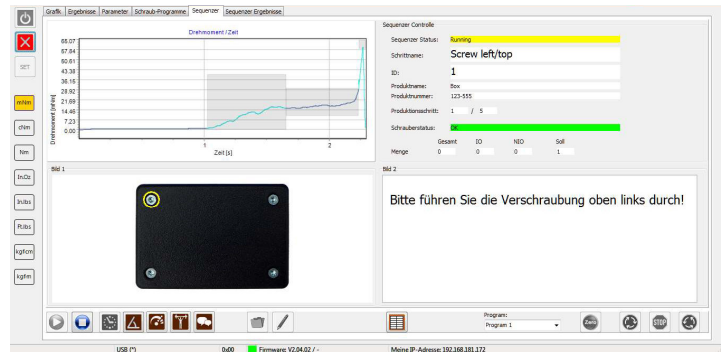 Grafik Ergebnisse Parameter Schraub-Programme Sequenzer Sequenzer Ergebnisse
SET
mNm
cNm
Nm
In.Oz
In.lbs
Ft.lbs
kgfcm
kgfm
Drehmoment/Zeit
Drehmoment [mNm]
65.07
57.84
50.61
43.38
36.15
28.92
21.69
14.46
7.23
0.00
1 2
Zeit [s]
Sequenzer Controlle
Sequenzer Status: Running
Schrittname: Screw left/top
ID: 1
Produktname: Box
Produktnummer: 123-555
Produktionsschritt: 1 / 5
Schrauberstatus: OK
Gesamt IO NIO Soll
Menge 0 0 0 1
Bild 1
Bild 2
Bitte führen Sie die Verschraubung oben links durch!
Program:
Program 1
Zero
STOP
USB (*) 0x00 Firmware: V2.04.02 / - Meine IP-Adresse: 192.168.181.172